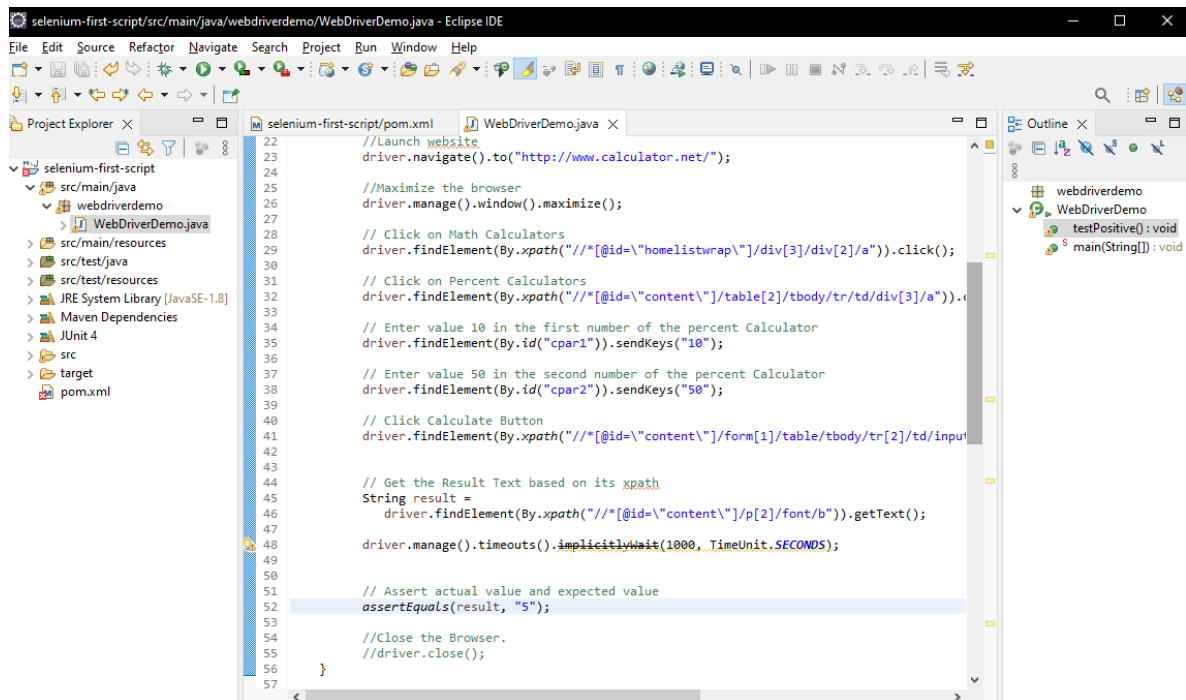 selenium-first-script/src/main/java/webdriverdemo/WebDriverDemo.java - Eclipse IDE
File Edit Source Refactor Navigate Search Project Run Window Help
Project Explorer
selenium-first-script
src/main/java
webdriverdemo
WebDriverDemo.java
src/main/resources
src/test/java
src/test/resources
JRE System Library [JavaSE-1.8]
Maven Dependencies
JUnit 4
src
target
pom.xml
selenium-first-script/pom.xml WebDriverDemo.java
22 //Launch website
23 driver.navigate().to("http://www.calculator.net/");
24
25 //Maximize the browser
26 driver.manage().window().maximize();
27
28 // Click on Math Calculators
29 driver.findElement(By.xpath("//*[@id=\"homelistwrap\"]/div[3]/div[2]/a")).click();
30
31 // Click on Percent Calculators
32 driver.findElement(By.xpath("//*[@id=\"content\"]/table[2]/tbody/tr/td/div[3]/a")).c
33
34 // Enter value 10 in the first number of the percent Calculator
35 driver.findElement(By.id("cpar1")).sendKeys("10");
36
37 // Enter value 50 in the second number of the percent Calculator
38 driver.findElement(By.id("cpar2")).sendKeys("50");
39
40 // Click Calculate Button
41 driver.findElement(By.xpath("//*[@id=\"content\"]/form[1]/table/tbody/tr[2]/td/input
42
43
44 // Get the Result Text based on its xpath
45 String result =
46 driver.findElement(By.xpath("//*[@id=\"content\"]/p[2]/font/b")).getText();
47
48 driver.manage().timeouts().implicitlyWait(1000, TimeUnit.SECONDS);
49
50
51 // Assert actual value and expected value
52 assertEquals(result, "5");
53
54 //Close the Browser.
55 //driver.close();
56 }
57
Outline
webdriverdemo
WebDriverDemo
testPositive() : void
main(String[]) : void